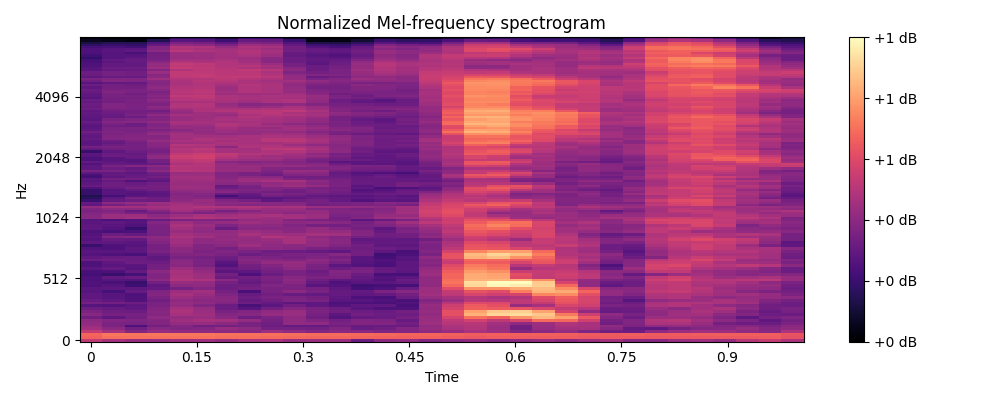 Normalized Mel-frequency spectrogram
+1 dB
+1 dB
+1 dB
+0 dB
+0 dB
+0 dB
4096
2048
1024
512
0
Hz
0
0.15
0.3
0.45
0.6
0.75
0.9
Time